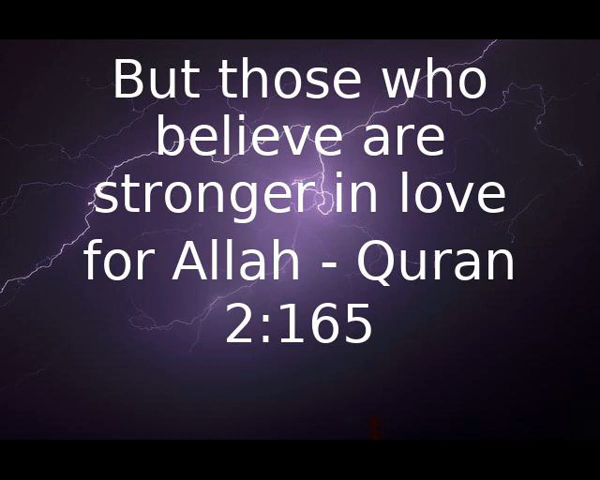 But those who
believe are
stronger in love
for Allah - Quran
2:165